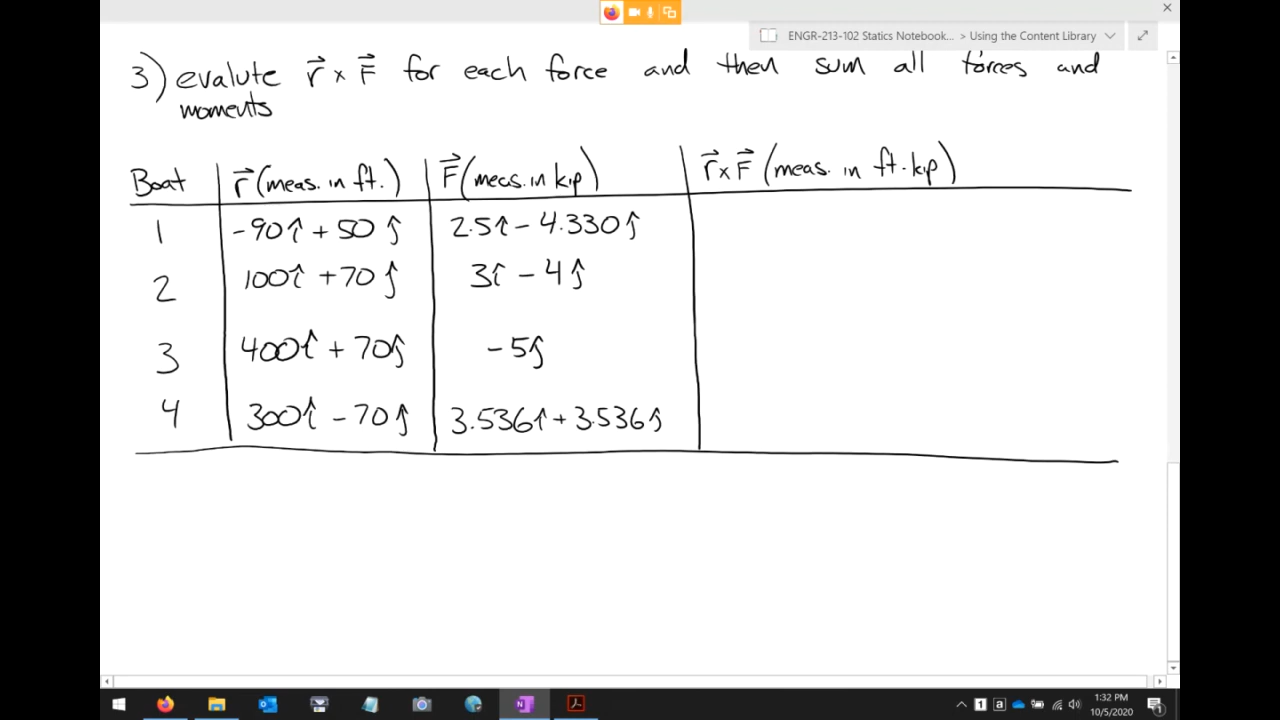 ENGR-213-102 Statics Notebook... > Using the Content Library
3) evalute r⃗ x F⃗ for each force and then sum all forces and
moments
Boat r⃗ (meas. in ft.) F⃗ (meas. in kip) r⃗ x F⃗ (meas. in ft.kip)
1 -90î + 50ĵ 2.5î - 4.330ĵ
2 100î + 70ĵ 3î - 4ĵ
3 400î + 70ĵ - 5ĵ
4 300î - 70ĵ 3.536î + 3.536ĵ
1:32 PM
10/5/2020